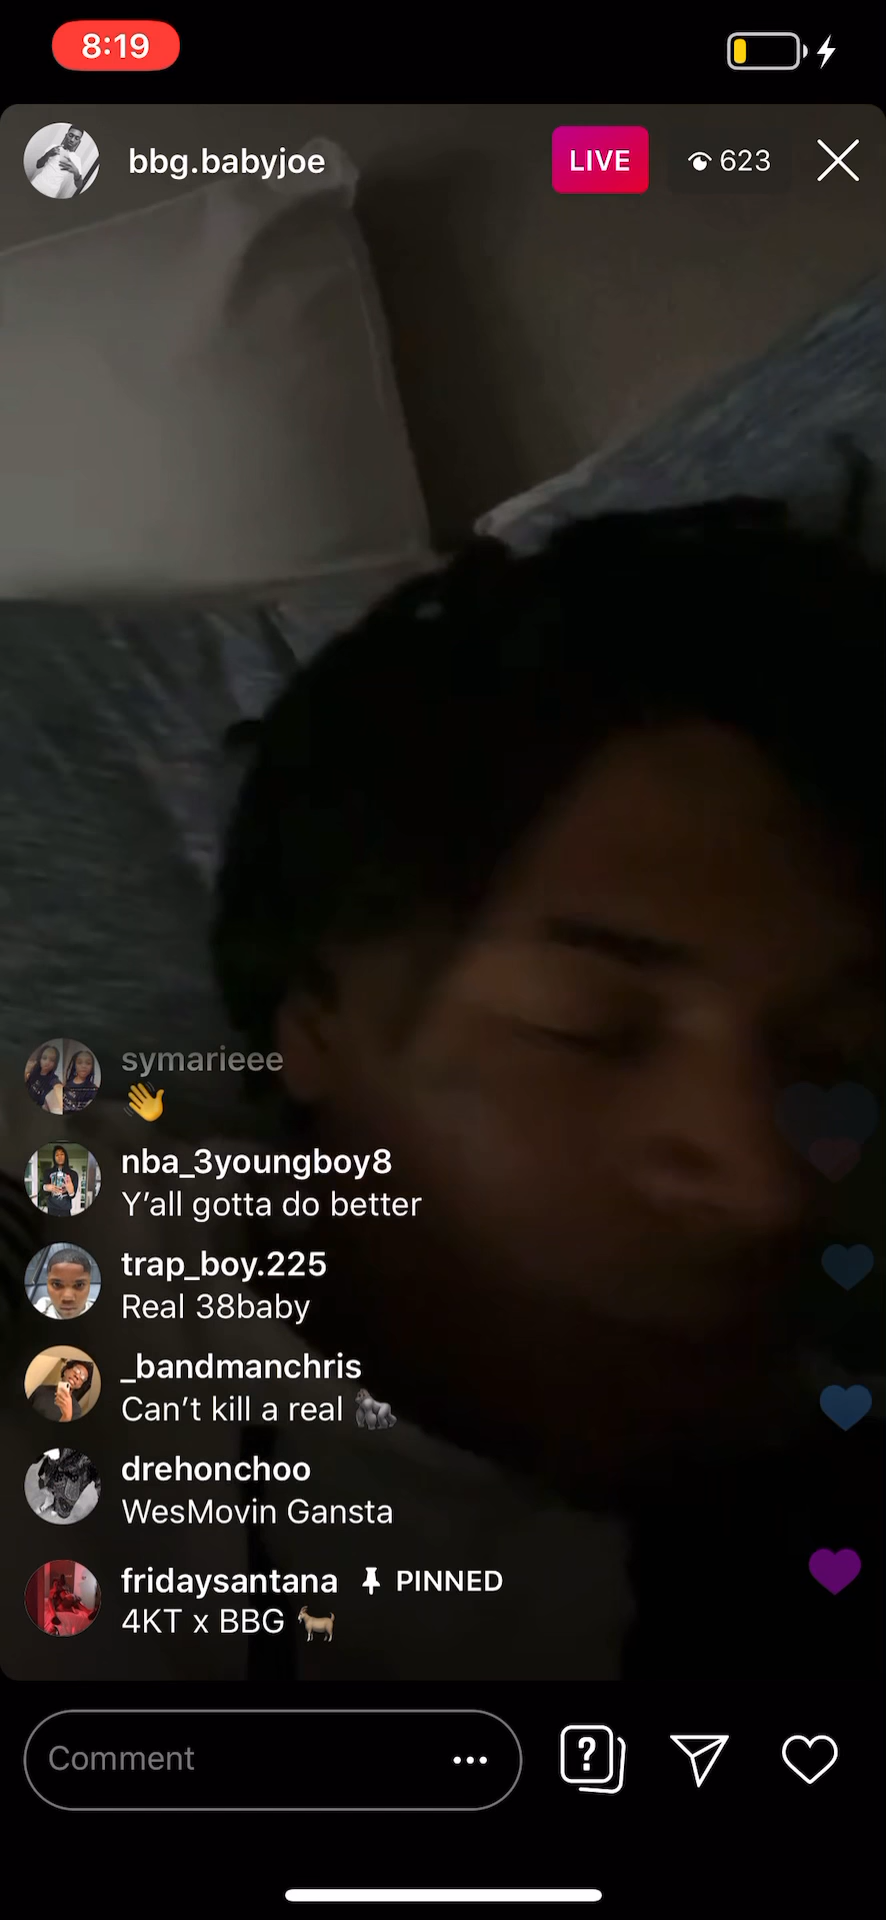 8:19
bbg.babyjoe
LIVE
623
symarieee
👋
nba_3youngboy8
Y’all gotta do better
trap_boy.225
Real 38baby
_bandmanchris
Can’t kill a real 🦍
drehonchoo
WesMovin Gansta
fridaysantana PINNED
4KT x BBG 🐐
Comment
?